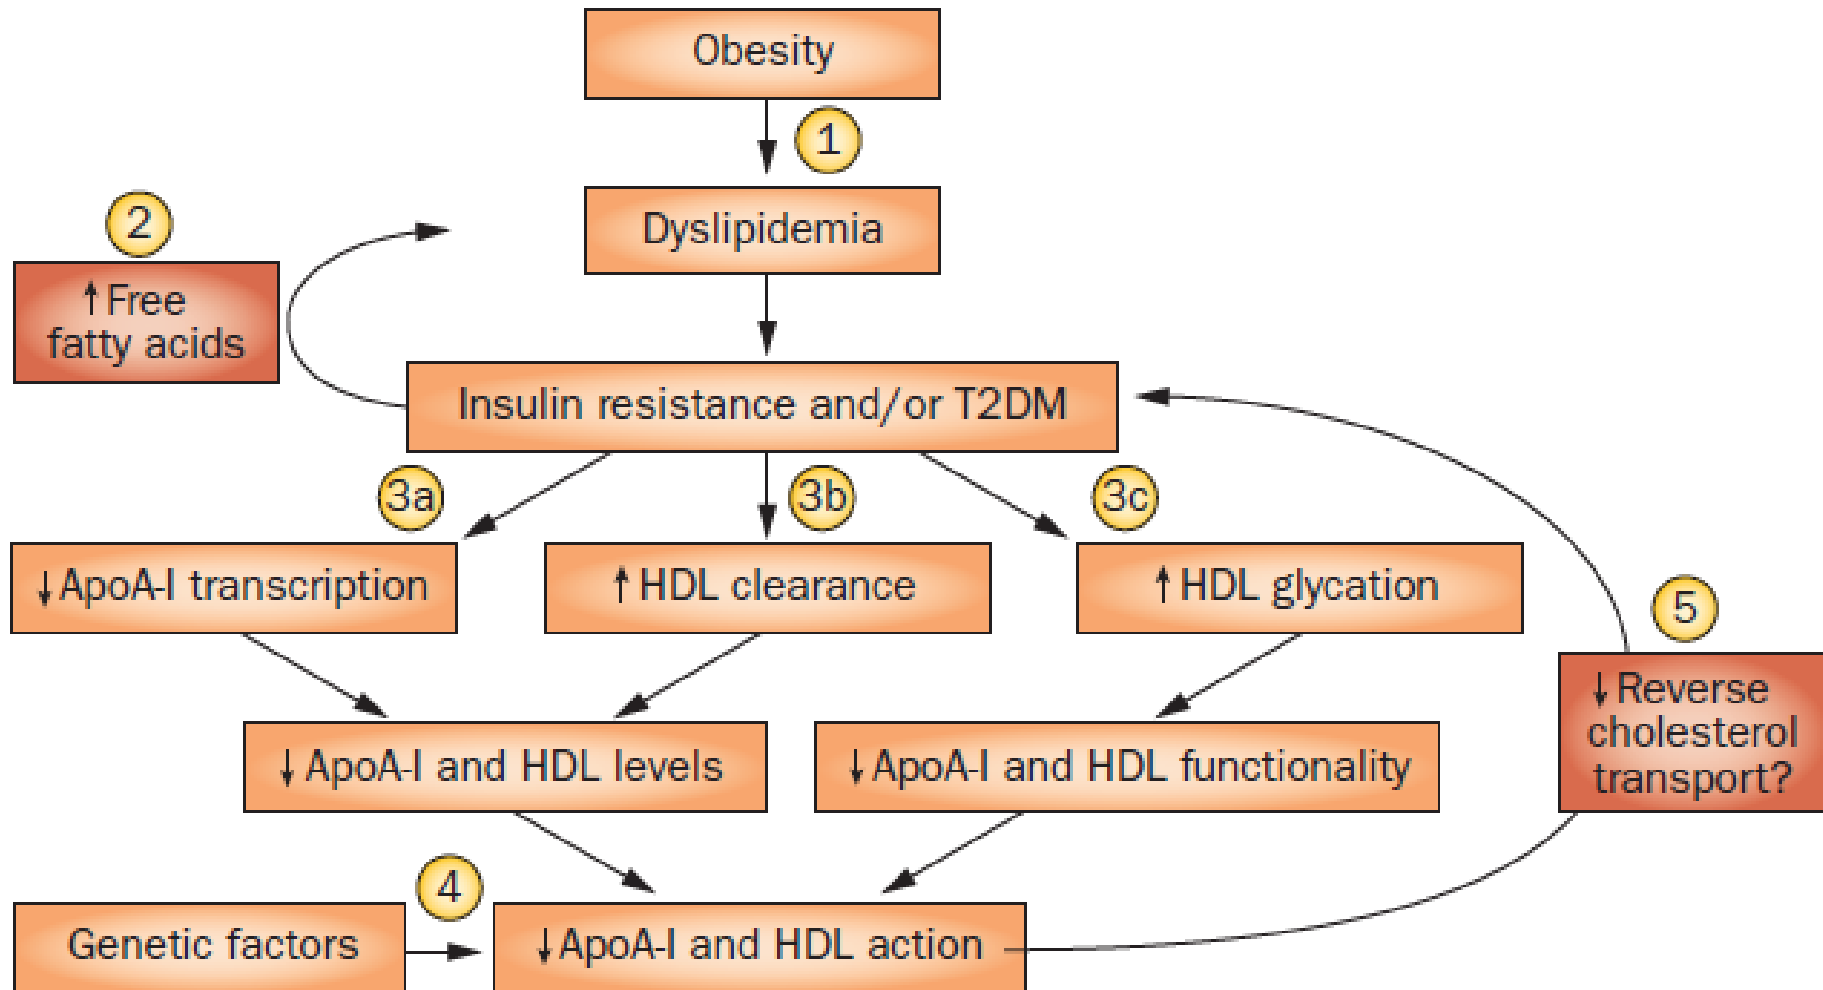 Obesity
1
Dyslipidemia
2
↑Free
fatty acids
Insulin resistance and/or T2DM
3a
3b
3c
↓ApoA-I transcription
↑HDL clearance
↑HDL glycation
5
↓Reverse
cholesterol
transport?
↓ApoA-I and HDL levels
↓ApoA-I and HDL functionality
4
Genetic factors
↓ApoA-I and HDL action